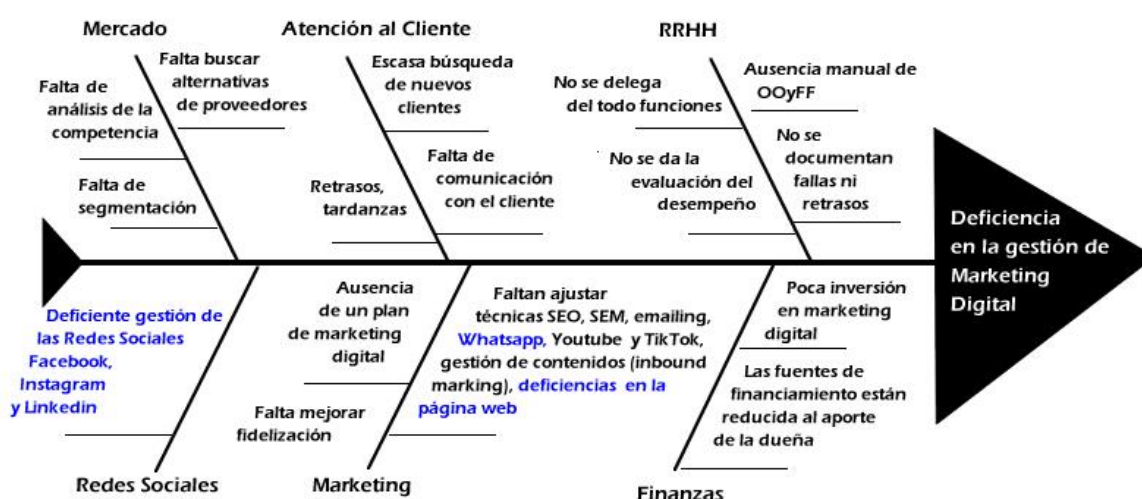 Mercado
Falta de
análisis de la
competencia
Falta buscar
alternativas
de proveedores
Falta de
segmentación
Atención al Cliente
Escasa búsqueda
de nuevos
clientes
Retrasos,
tardanzas
Falta de
comunicación
con el cliente
RRHH
No se delega
del todo funciones
Ausencia manual de
OOyFF
No se da la
evaluación del
desempeño
No se
documentan
fallas ni
retrasos
Deficiencia
en la gestión de
Marketing
Digital
Deficiente gestión de
las Redes Sociales
Facebook,
Instagram
y Linkedin
Redes Sociales
Ausencia
de un plan
de marketing
digital
Falta mejorar
fidelización
Faltan ajustar
técnicas SEO, SEM, emailing,
Whatsapp, Youtube y TikTok,
gestión de contenidos (inbound
marking), deficiencias en la
página web
Marketing
Poca inversión
en marketing
digital
Las fuentes de
financiamiento están
reducida al aporte
de la dueña
Finanzas